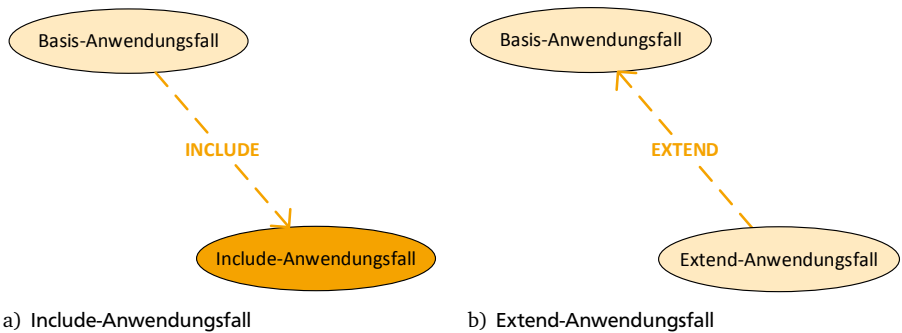 Basis-Anwendungsfall
INCLUDE
Include-Anwendungsfall
a) Include-Anwendungsfall
Basis-Anwendungsfall
EXTEND
Extend-Anwendungsfall
b) Extend-Anwendungsfall